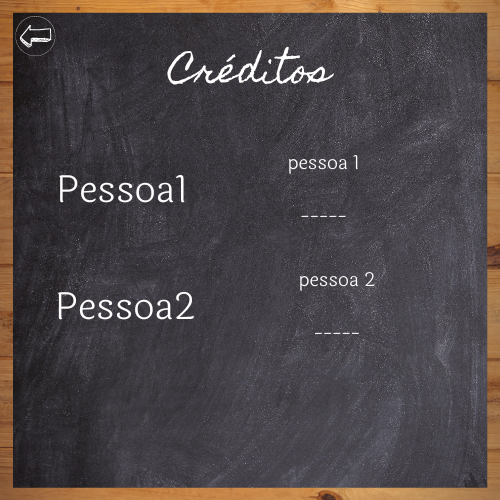 Créditos
pessoa 1
Pessoa1
-----
pessoa 2
Pessoa2
-----